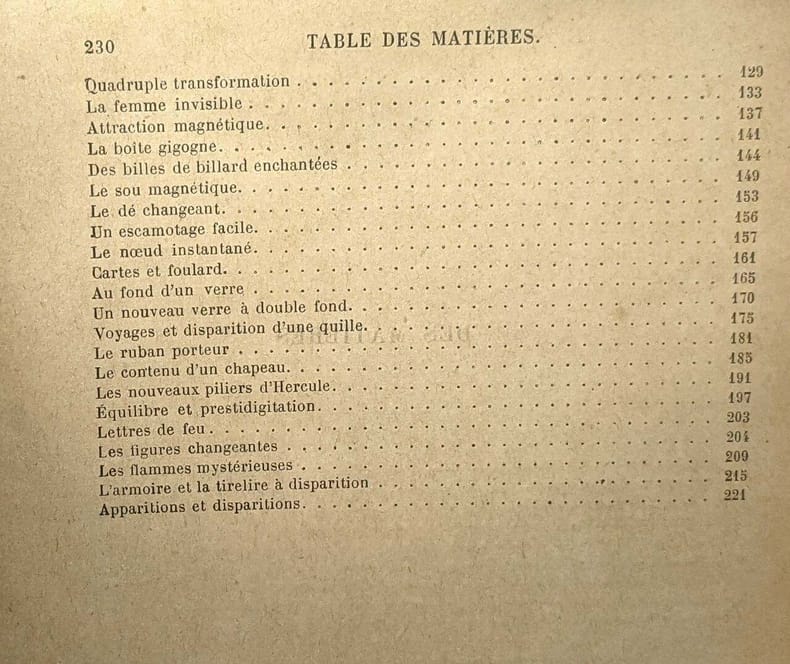 230 TABLE DES MATIÈRES.
Quadruple transformation . . . . . . . . . . . . . . . . . . . . . . . . 129
La femme invisible . . . . . . . . . . . . . . . . . . . . . . . . 133
Attraction magnétique. . . . . . . . . . . . . . . . . . . . . . . . 137
La boîte gigogne. . . . . . . . . . . . . . . . . . . . . . . . 141
Des billes de billard enchantées . . . . . . . . . . . . . . . . . . . . 144
Le sou magnétique. . . . . . . . . . . . . . . . . . . . . . . . 149
Le dé changeant. . . . . . . . . . . . . . . . . . . . . . . . 153
Un escamotage facile. . . . . . . . . . . . . . . . . . . . . . . . 156
Le nœud instantané. . . . . . . . . . . . . . . . . . . . . . . . 157
Cartes et foulard. . . . . . . . . . . . . . . . . . . . . . . . 161
Au fond d'un verre . . . . . . . . . . . . . . . . . . . . . . . . 165
Un nouveau verre à double fond. . . . . . . . . . . . . . . . . . . . 170
Voyages et disparition d'une quille. . . . . . . . . . . . . . . . . . . 175
Le ruban porteur . . . . . . . . . . . . . . . . . . . . . . . . 181
Le contenu d'un chapeau. . . . . . . . . . . . . . . . . . . . . . . 185
Les nouveaux piliers d'Hercule. . . . . . . . . . . . . . . . . . . . 191
Équilibre et prestidigitation. . . . . . . . . . . . . . . . . . . . . 197
Lettres de feu . . . . . . . . . . . . . . . . . . . . . . . . 203
Les figures changeantes . . . . . . . . . . . . . . . . . . . . . . 204
Les flammes mystérieuses . . . . . . . . . . . . . . . . . . . . . 209
L'armoire et la tirelire à disparition . . . . . . . . . . . . . . . . . 215
Apparitions et disparitions. . . . . . . . . . . . . . . . . . . . . 221